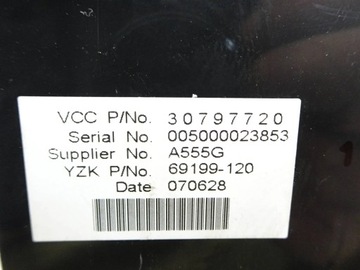 VCC P/No. 30797720
Serial No. 005000023853
Supplier No. A555G
YZK P/No. 69199-120
Date 070628